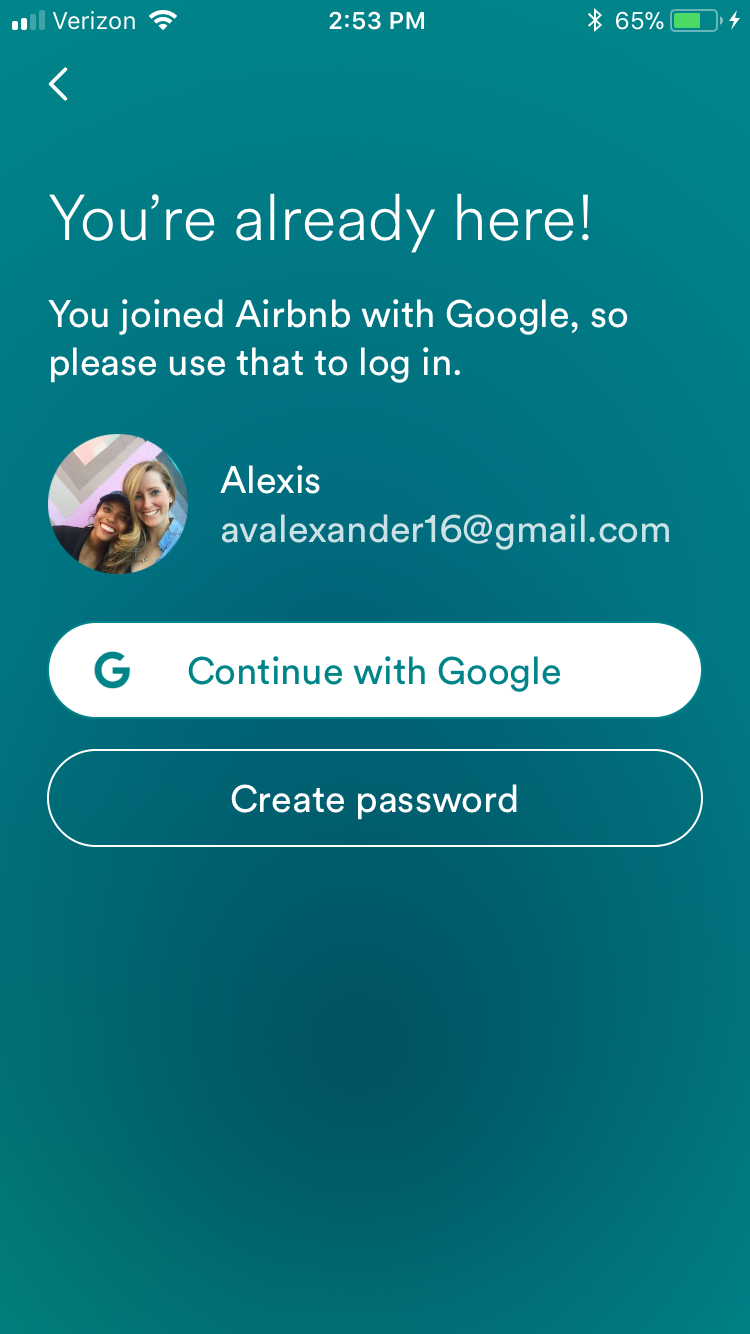 Verizon 2:53 PM 65%
You're already here!
You joined Airbnb with Google, so
please use that to log in.
Alexis
avalexander16@gmail.com
G Continue with Google
Create password